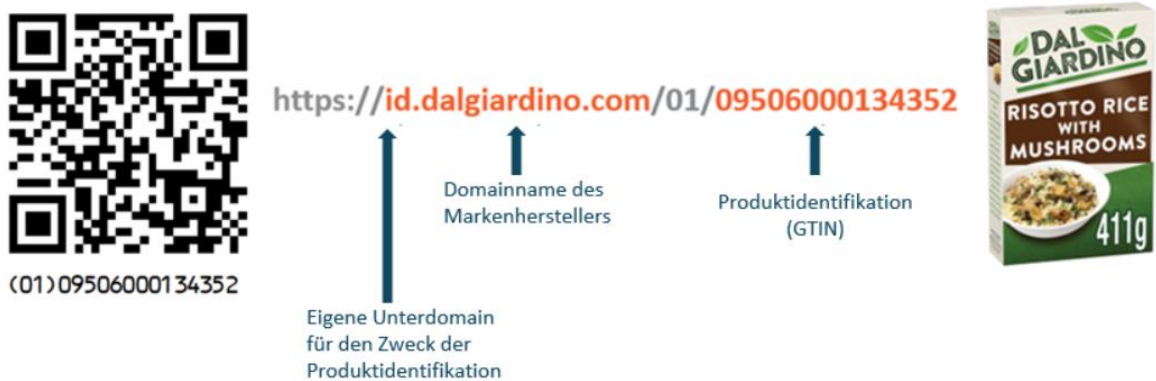 https://id.dalgiardino.com/01/09506000134352
(01)09506000134352
Domainname des
Markenherstellers
Produktidentifikation
(GTIN)
Eigene Unterdomain
für den Zweck der
Produktidentifikation
DAL
GIARDINO
RISOTTO RICE
WITH
MUSHROOMS
411g